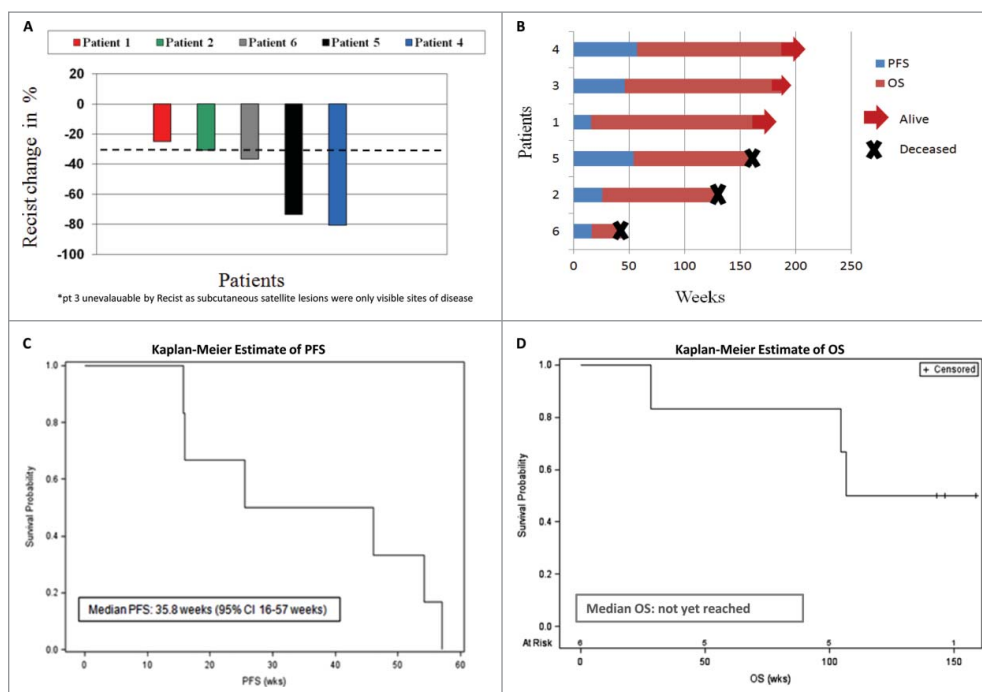 A
Patient 1 Patient 2 Patient 6 Patient 5 Patient 4
20
0
-20
-40
-60
-80
-100
Recist change in %
Patients
*pt 3 unevalauable by Recist as subcutaneous satellite lesions were only visible sites of disease
B
4
3
1
5
2
6
Patients
0 50 100 150 200 250
Weeks
PFS
OS
Alive
Deceased
C
Kaplan-Meier Estimate of PFS
1.0
0.8
0.6
0.4
0.2
0.0
Survival Probability
Median PFS: 35.8 weeks (95% CI 16-57 weeks)
0 10 20 30 40 50 60
PFS (wks)
D
Kaplan-Meier Estimate of OS
+ Censored
1.0
0.8
0.6
0.4
0.2
0.0
Survival Probability
Median OS: not yet reached
At Risk 6 5 5 1
0 50 100 150
OS (wks)